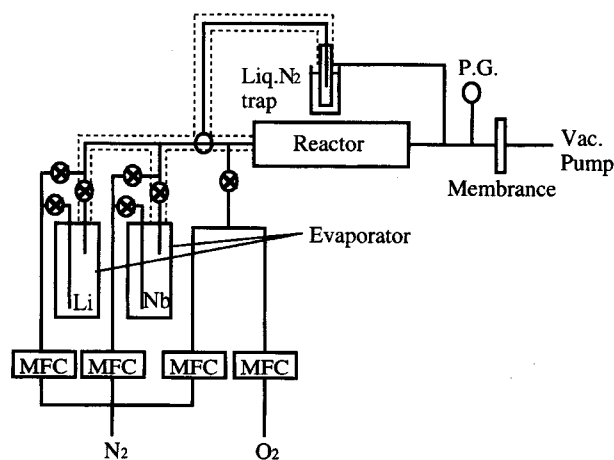 P.G.
Liq.N2
trap
Reactor
Vac.
Pump
Membrance
Evaporator
Li
Nb
MFC
MFC
MFC
MFC
N2
O2